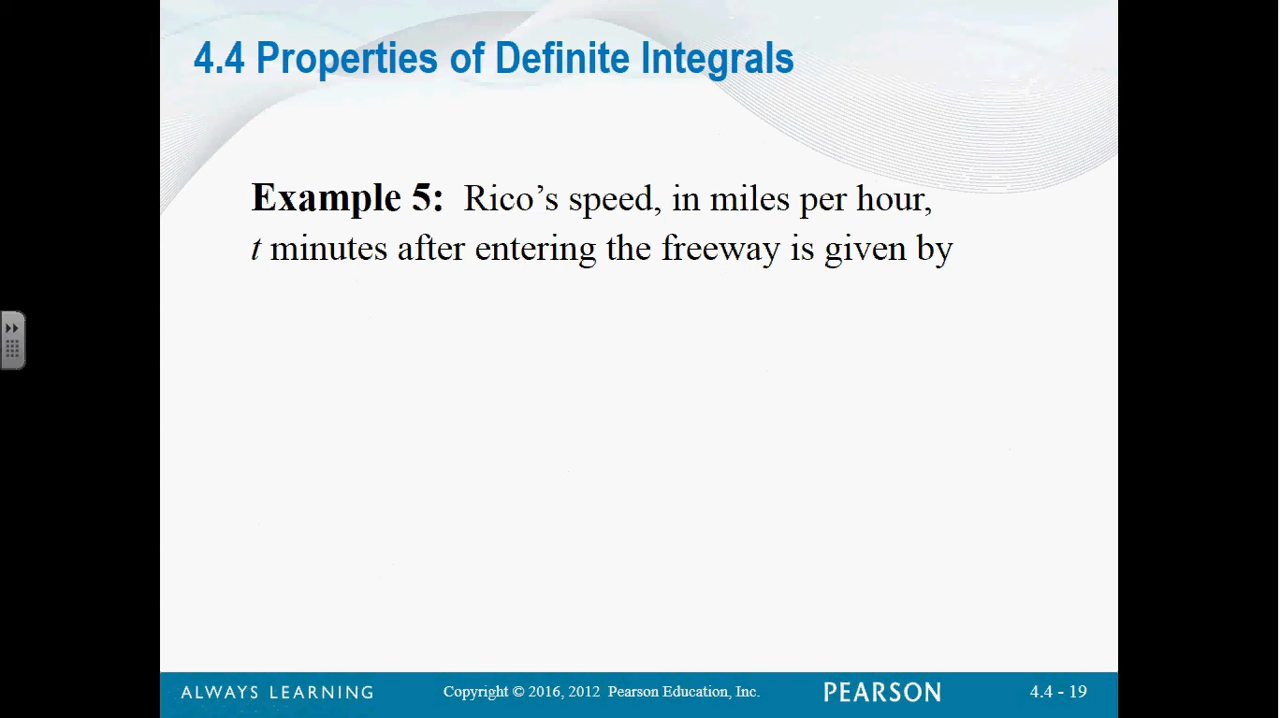 4.4 Properties of Definite Integrals
Example 5: Rico’s speed, in miles per hour,
t minutes after entering the freeway is given by
ALWAYS LEARNING
Copyright © 2016, 2012 Pearson Education, Inc.
PEARSON
4.4 - 19